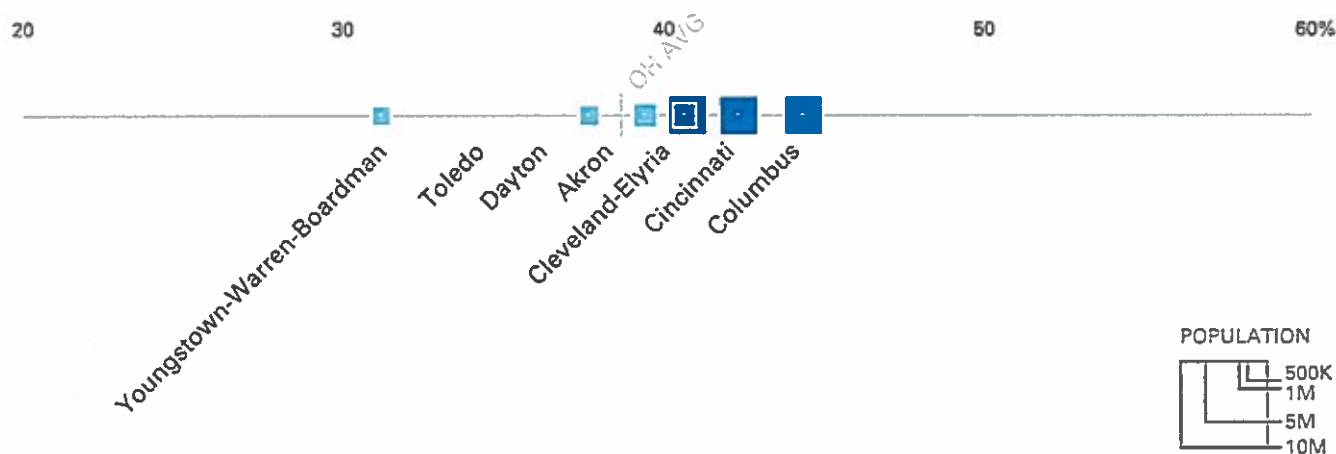 20 30 40 50 60%
OH AVG
Youngstown-Warren-Boardman
Toledo
Dayton
Akron
Cleveland-Elyria
Cincinnati
Columbus
POPULATION
500K
1M
5M
10M